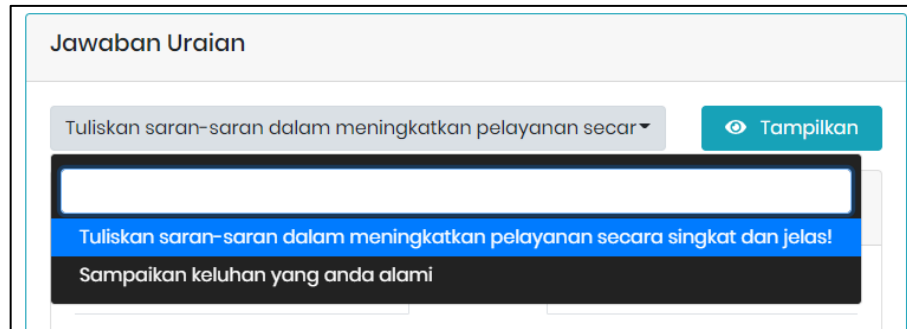 Jawaban Uraian
Tuliskan saran-saran dalam meningkatkan pelayanan secar
Tampilkan
Tuliskan saran-saran dalam meningkatkan pelayanan secara singkat dan jelas!
Sampaikan keluhan yang anda alami